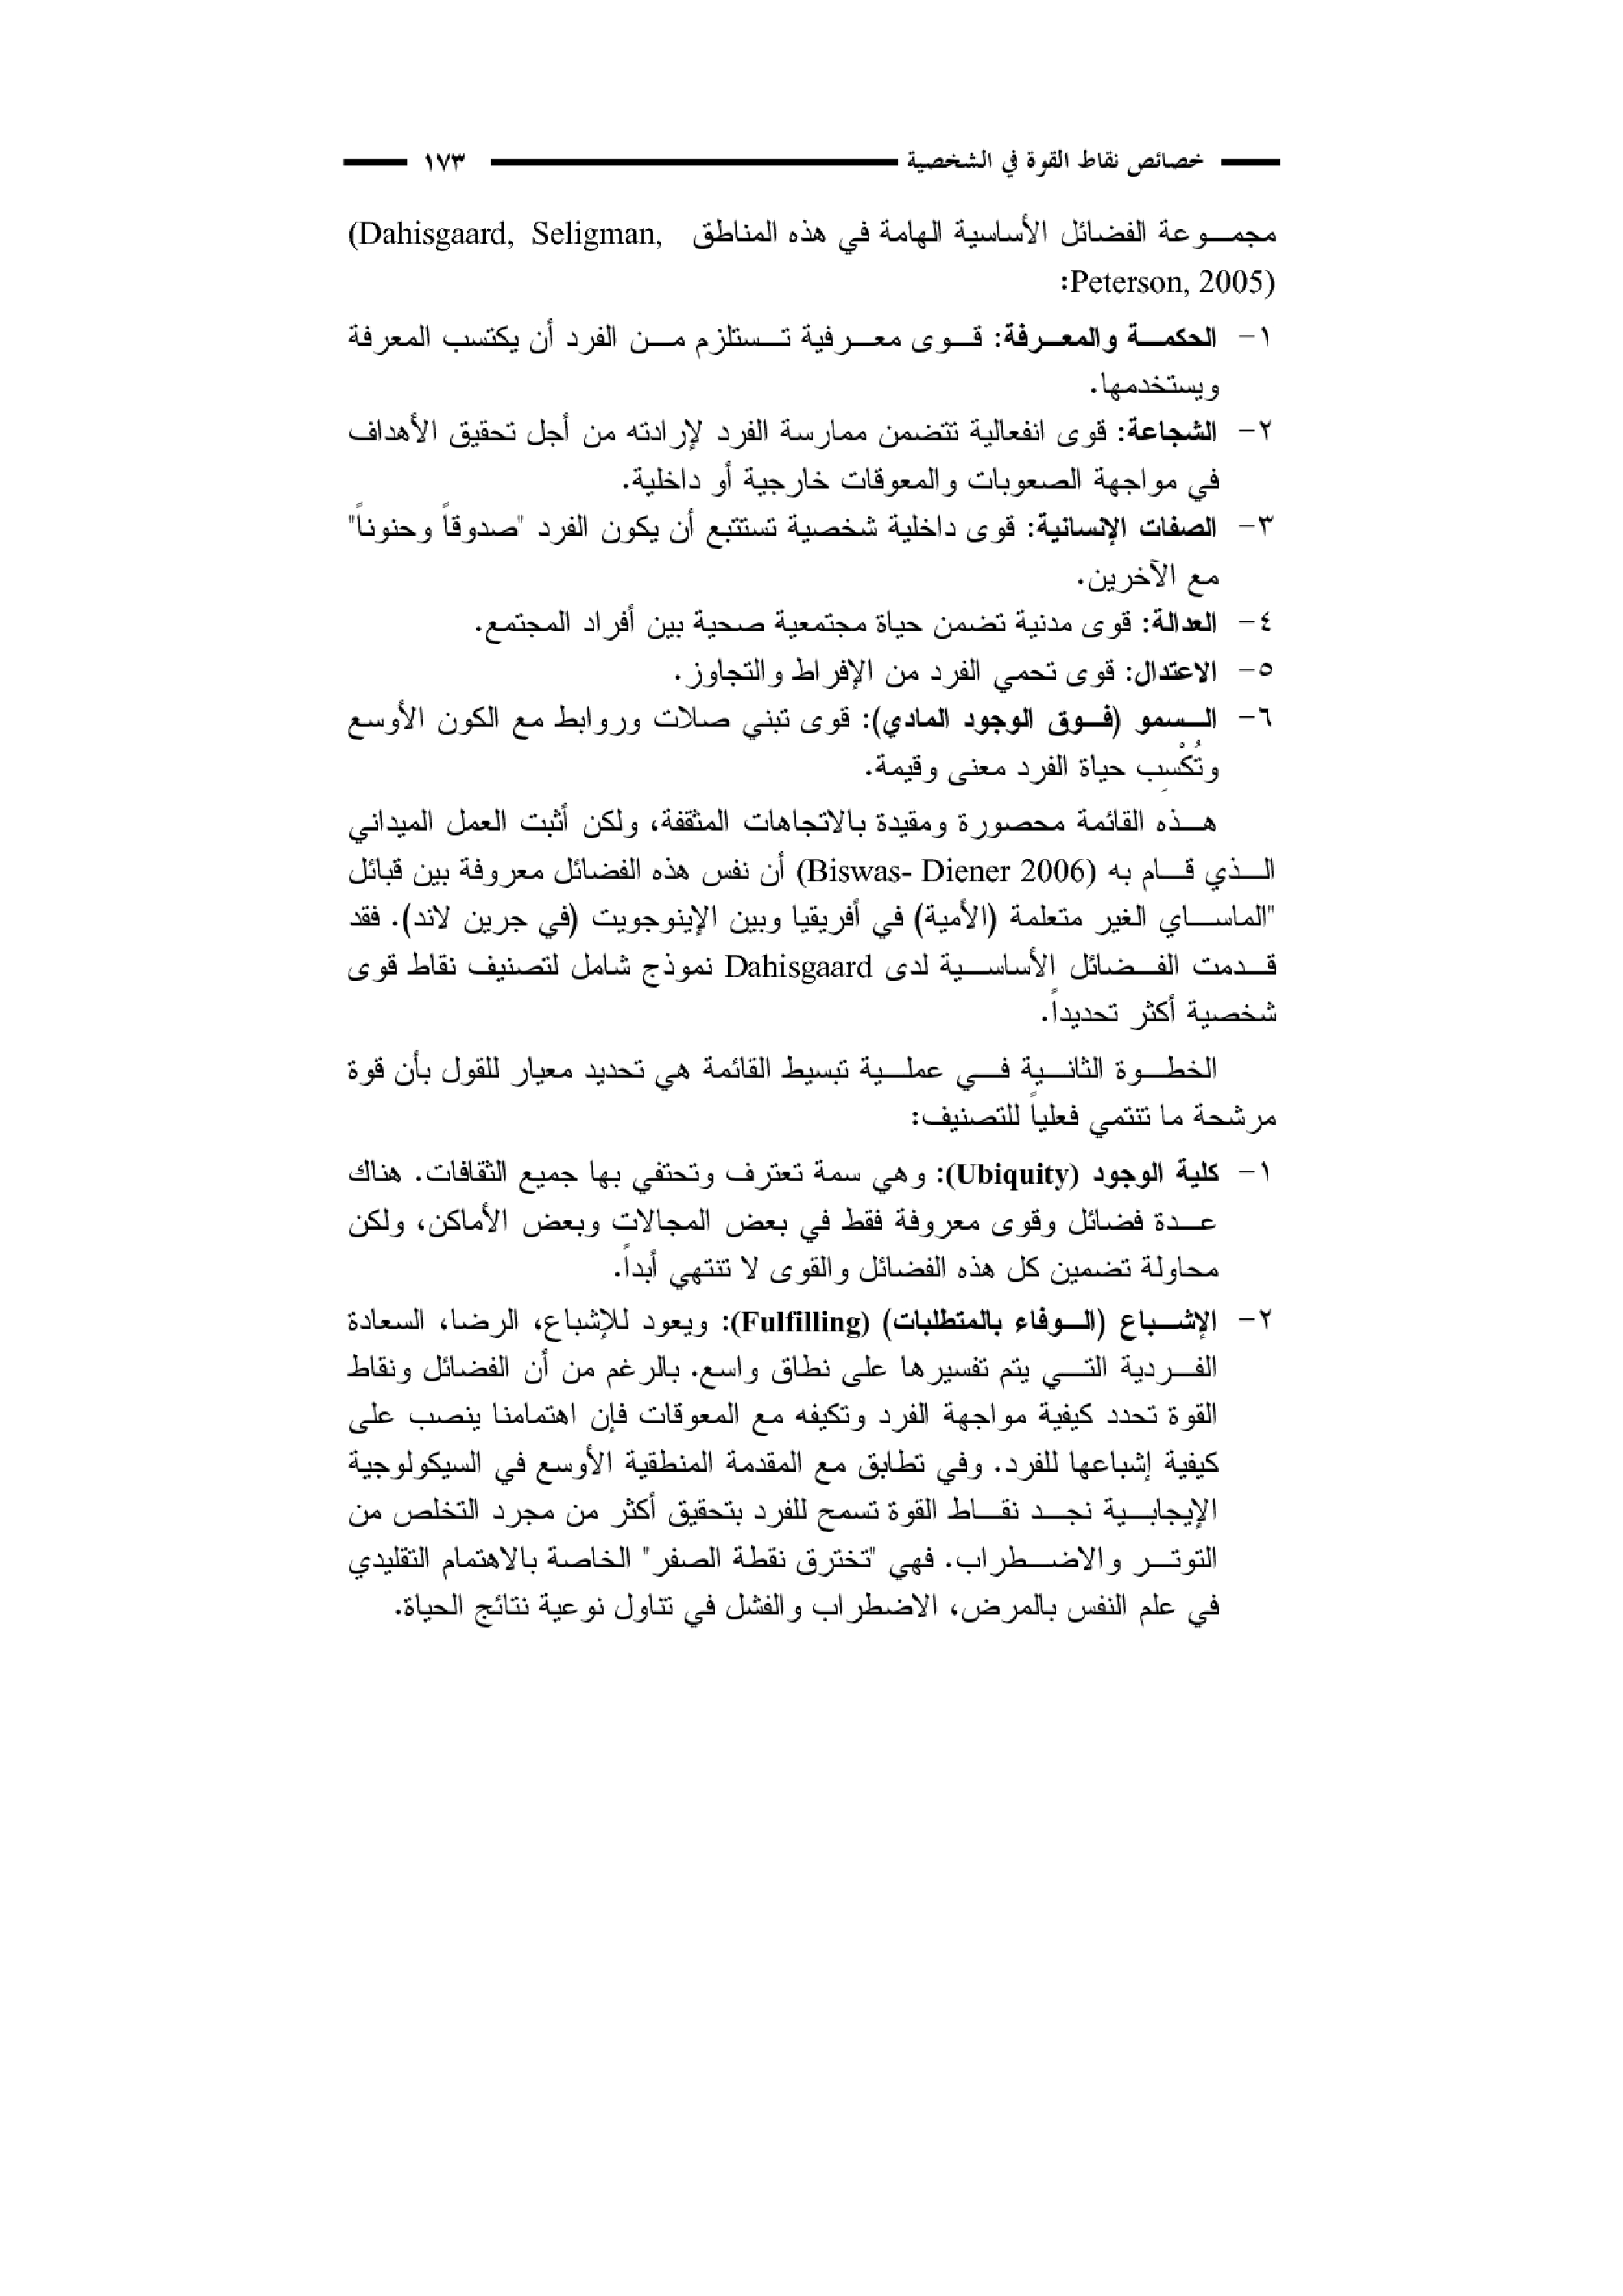 خصائص نقاط القوة في الشخصية ١٧٣
مجموعة الفضائل الأساسية الهامة في هذه المناطق (Dahisgaard, Seligman,
Peterson, 2005):
١- الحكمة والمعرفة: قوى معرفية تستلزم من الفرد أن يكتسب المعرفة
ويستخدمها.
٢- الشجاعة: قوى انفعالية تتضمن ممارسة الفرد لإرادته من أجل تحقيق الأهداف
في مواجهة الصعوبات والمعوقات خارجية أو داخلية.
٣- الصفات الإنسانية: قوى داخلية شخصية تستتبع أن يكون الفرد "صدوقاً وحنوناً"
مع الآخرين.
٤- العدالة: قوى مدنية تضمن حياة مجتمعية صحية بين أفراد المجتمع.
٥- الاعتدال: قوى تحمي الفرد من الإفراط والتجاوز.
٦- السمو (فوق الوجود المادي): قوى تبني صلات وروابط مع الكون الأوسع
وتُكْسِب حياة الفرد معنى وقيمة.
هذه القائمة محصورة ومقيدة بالاتجاهات المثقفة، ولكن أثبت العمل الميداني
الذي قام به (Biswas- Diener 2006) أن نفس هذه الفضائل معروفة بين قبائل
"الماساي الغير متعلمة (الأمية) في أفريقيا وبين الإينوجويت (في جرين لاند). فقد
قدمت الفضائل الأساسية لدى Dahisgaard نموذج شامل لتصنيف نقاط قوى
شخصية أكثر تحديداً.
الخطوة الثانية في عملية تبسيط القائمة هي تحديد معيار للقول بأن قوة
مرشحة ما تنتمي فعلياً للتصنيف:
١- كلية الوجود (Ubiquity): وهي سمة تعترف وتحتفي بها جميع الثقافات. هناك
عدة فضائل وقوى معروفة فقط في بعض المجالات وبعض الأماكن، ولكن
محاولة تضمين كل هذه الفضائل والقوى لا تنتهي أبداً.
٢- الإشباع (الوفاء بالمتطلبات) (Fulfilling): ويعود للإشباع، الرضا، السعادة
الفردية التي يتم تفسيرها على نطاق واسع. بالرغم من أن الفضائل ونقاط
القوة تحدد كيفية مواجهة الفرد وتكيفه مع المعوقات فإن اهتمامنا ينصب على
كيفية إشباعها للفرد. وفي تطابق مع المقدمة المنطقية الأوسع في السيكولوجية
الإيجابية نجد نقاط القوة تسمح للفرد بتحقيق أكثر من مجرد التخلص من
التوتر والاضطراب. فهي "تخترق نقطة الصفر" الخاصة بالاهتمام التقليدي
في علم النفس بالمرض، الاضطراب والفشل في تناول نوعية نتائج الحياة.